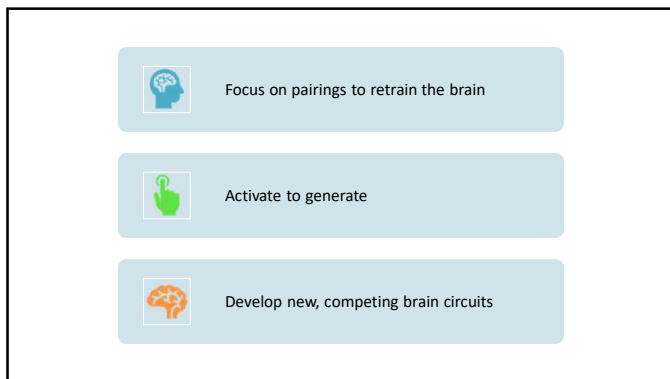 Focus on pairings to retrain the brain
Activate to generate
Develop new, competing brain circuits